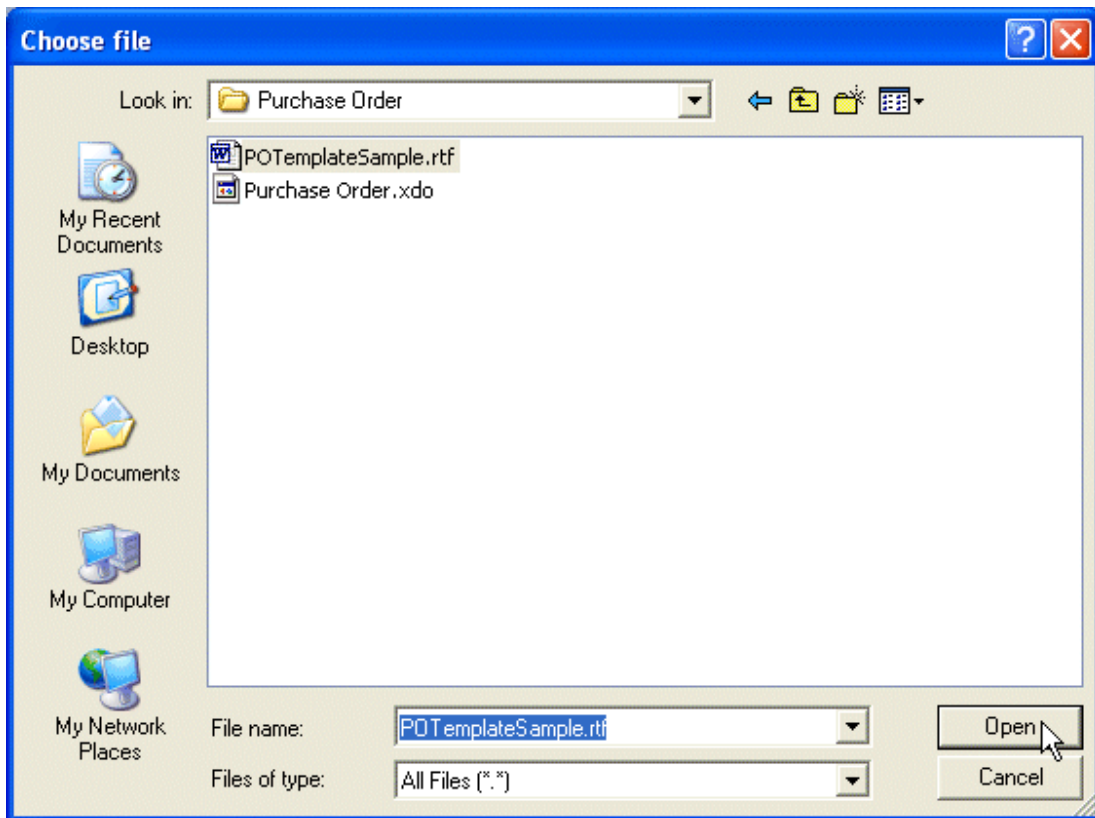 Choose file
Look in: Purchase Order
POTemplateSample.rtf
Purchase Order.xdo
My Recent
Documents
Desktop
My Documents
My Computer
My Network
Places
File name: POTemplateSample.rtf Open
Files of type: All Files (*.*) Cancel